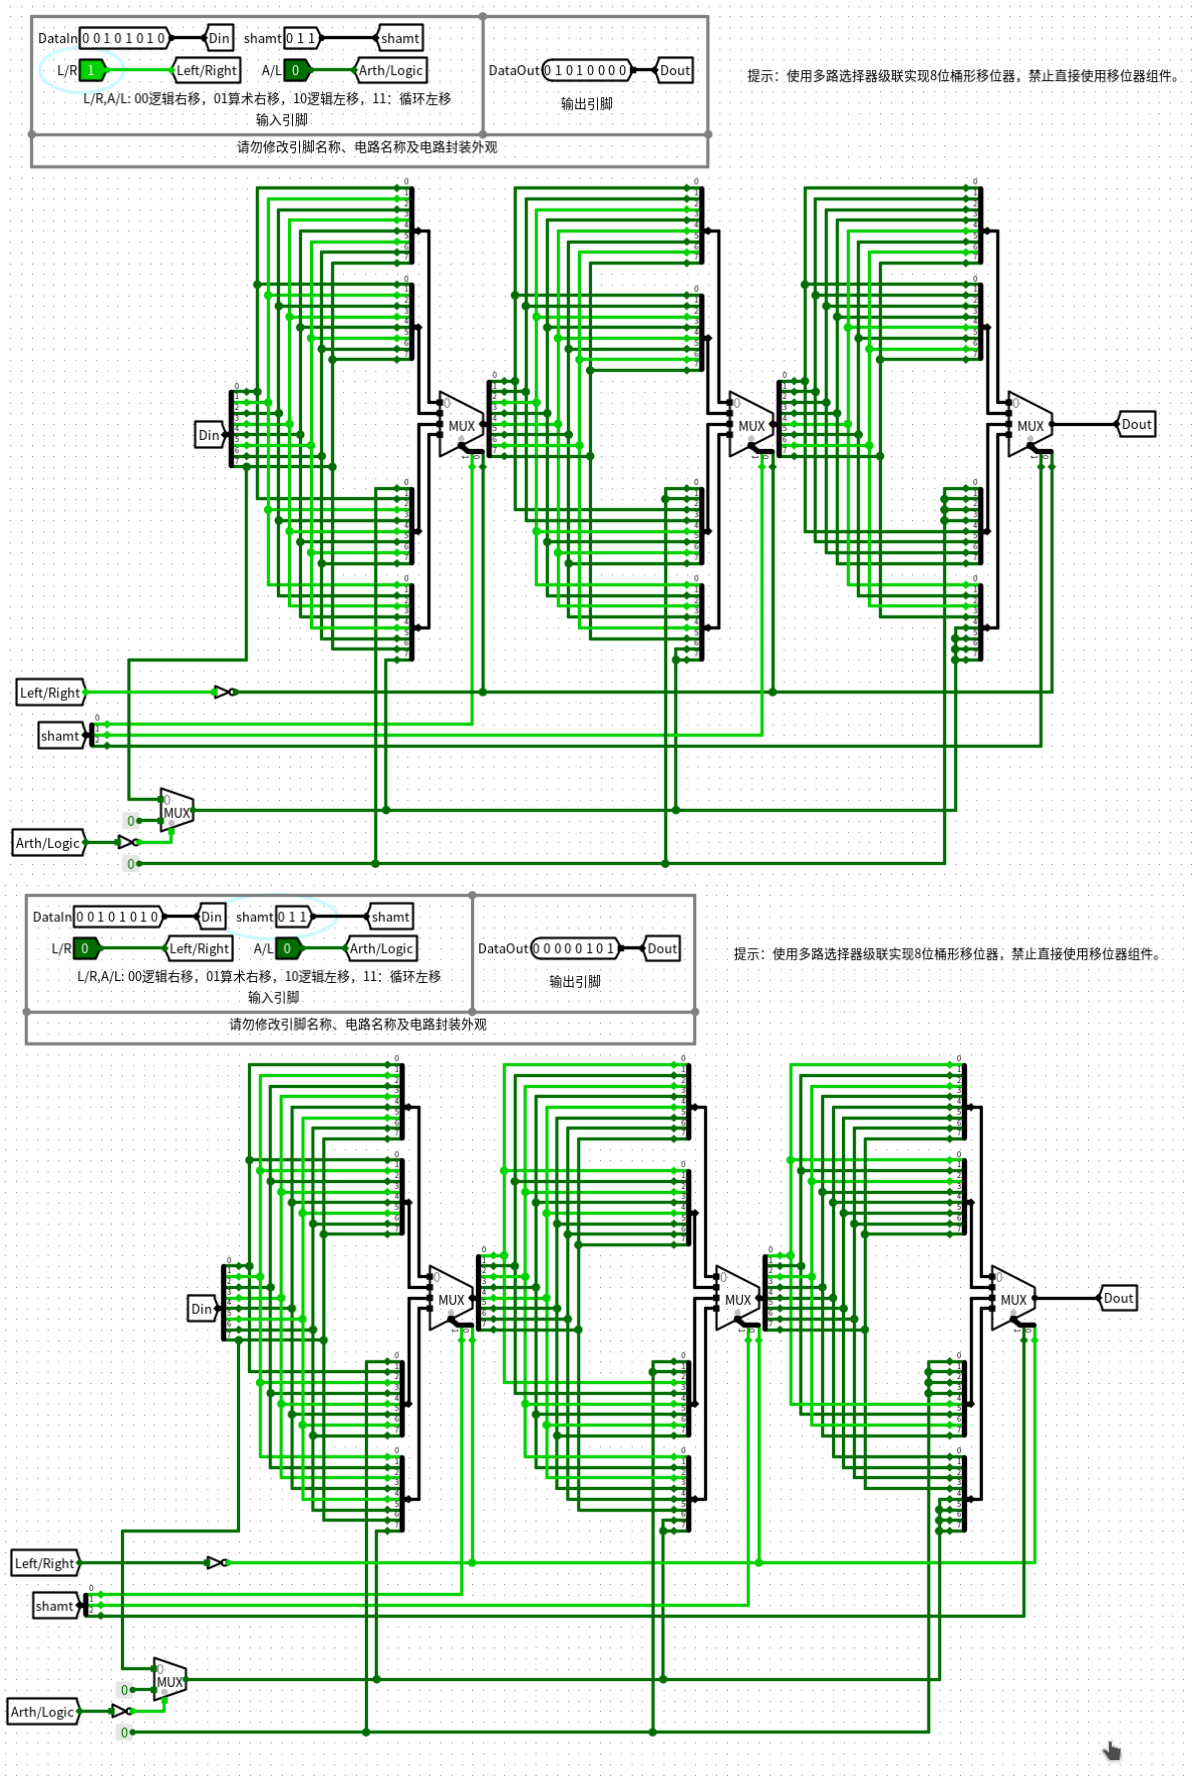 DataIn 0 0 1 0 1 0 1 0 Din shamt 0 1 1 shamt
L/R 1 Left/Right A/L 0 Arth/Logic DataOut 0 1 0 1 0 0 0 0 Dout
提示：使用多路选择器级联实现8位桶形移位器，禁止直接使用移位器组件。
L/R,A/L: 00逻辑右移，01算术右移，10逻辑左移，11：循环左移
输出引脚
输入引脚
请勿修改引脚名称、电路名称及电路封装外观
Din MUX MUX MUX Dout
Left/Right
shamt
MUX
0
Arth/Logic
0
DataIn 0 0 1 0 1 0 1 0 Din shamt 0 1 1 shamt
L/R 0 Left/Right A/L 0 Arth/Logic DataOut 0 0 0 0 0 1 0 1 Dout
提示：使用多路选择器级联实现8位桶形移位器，禁止直接使用移位器组件。
L/R,A/L: 00逻辑右移，01算术右移，10逻辑左移，11：循环左移
输出引脚
输入引脚
请勿修改引脚名称、电路名称及电路封装外观
Din MUX MUX MUX Dout
Left/Right
shamt
MUX
0
Arth/Logic
0